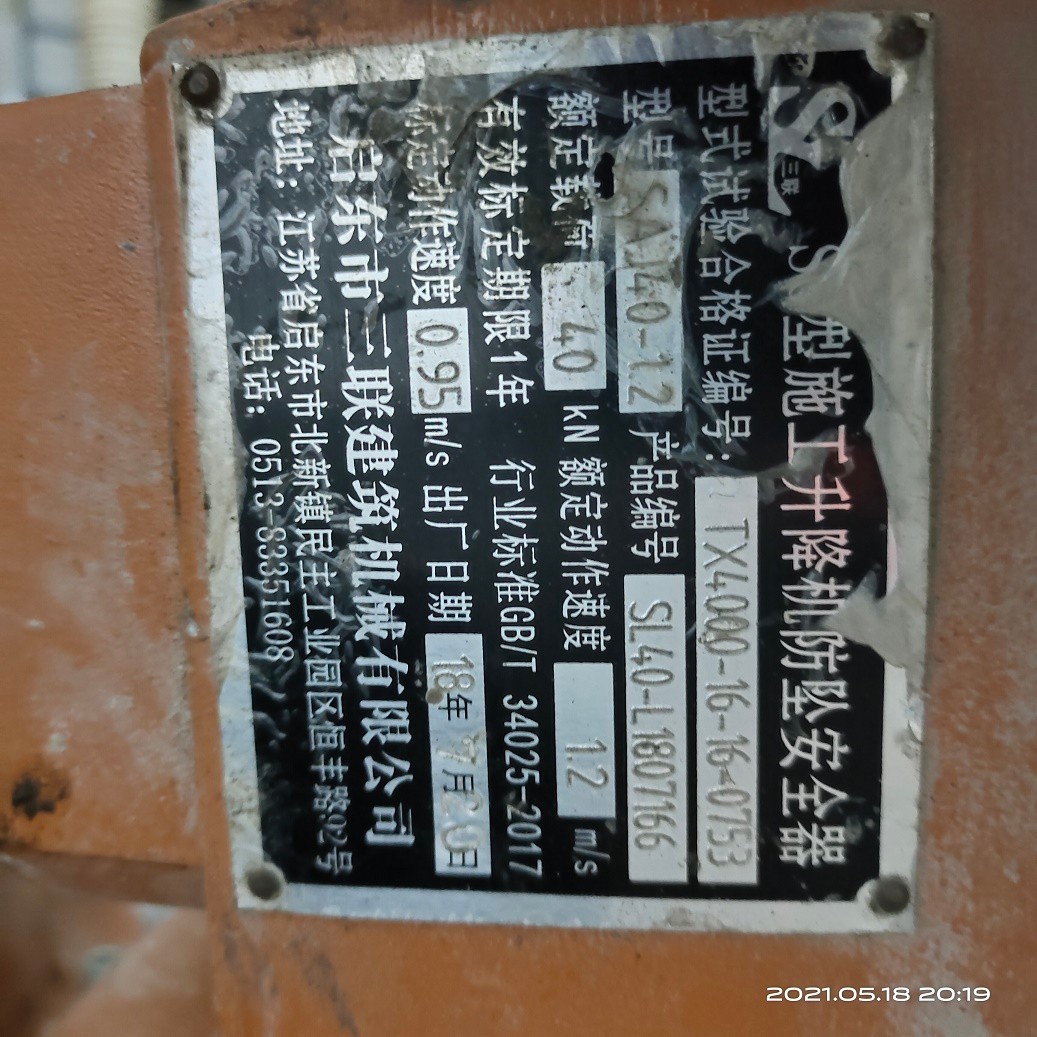 三联
型施工升降机防坠安全器
型式试验合格证编号: TX4000-16-16-0753
型号 SAJ40-1.2 产品编号 SL40-L1807166
额定载荷 40 kN 额定动作速度 1.2 m/s
有效标定期限1年 行业标准GB/T 34025-2017
标定动作速度 0.95 m/s 出厂日期 18年7月20日
启东市三联建筑机械有限公司
地址: 江苏省启东市北新镇民主工业园区恒丰路92号
电话: 0513-83351608
2021.05.18 20:19